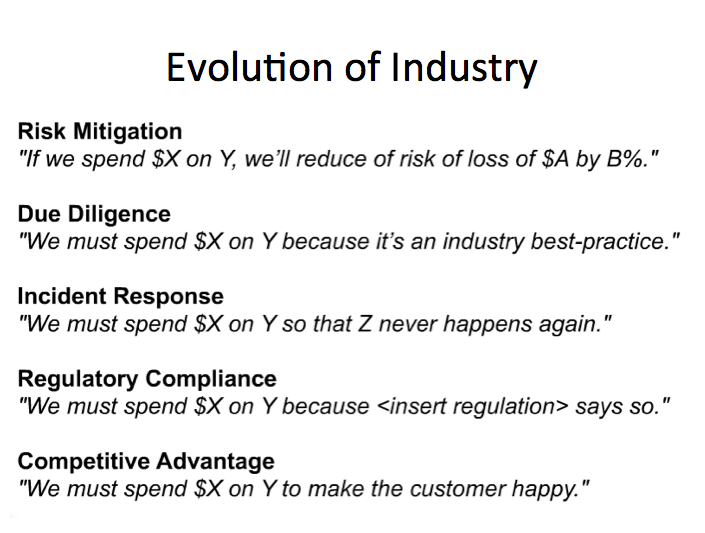 Evolution of Industry
Risk Mitigation
"If we spend $X on Y, we’ll reduce of risk of loss of $A by B%."
Due Diligence
"We must spend $X on Y because it’s an industry best-practice."
Incident Response
"We must spend $X on Y so that Z never happens again."
Regulatory Compliance
"We must spend $X on Y because <insert regulation> says so."
Competitive Advantage
"We must spend $X on Y to make the customer happy."